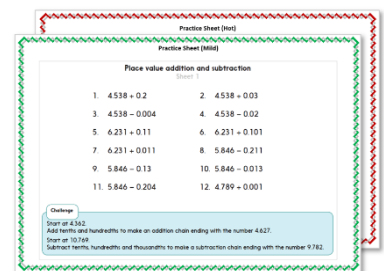 Practice Sheet (Hot)
Practice Sheet (Mild)
Place value addition and subtraction
Sheet 1
1. 4.538 + 0.2 2. 4.538 + 0.03
3. 4.538 – 0.004 4. 4.538 – 0.02
5. 6.231 + 0.11 6. 6.231 + 0.101
7. 6.231 + 0.011 8. 5.846 – 0.211
9. 5.846 – 0.13 10. 5.846 – 0.013
11. 5.846 – 0.204 12. 4.789 + 0.001
Challenge
Start at 4.362.
Add tenths and hundredths to make an addition chain ending with the number 4.627.
Start at 10.769.
Subtract tenths, hundredths and thousandths to make a subtraction chain ending with the number 9.782.